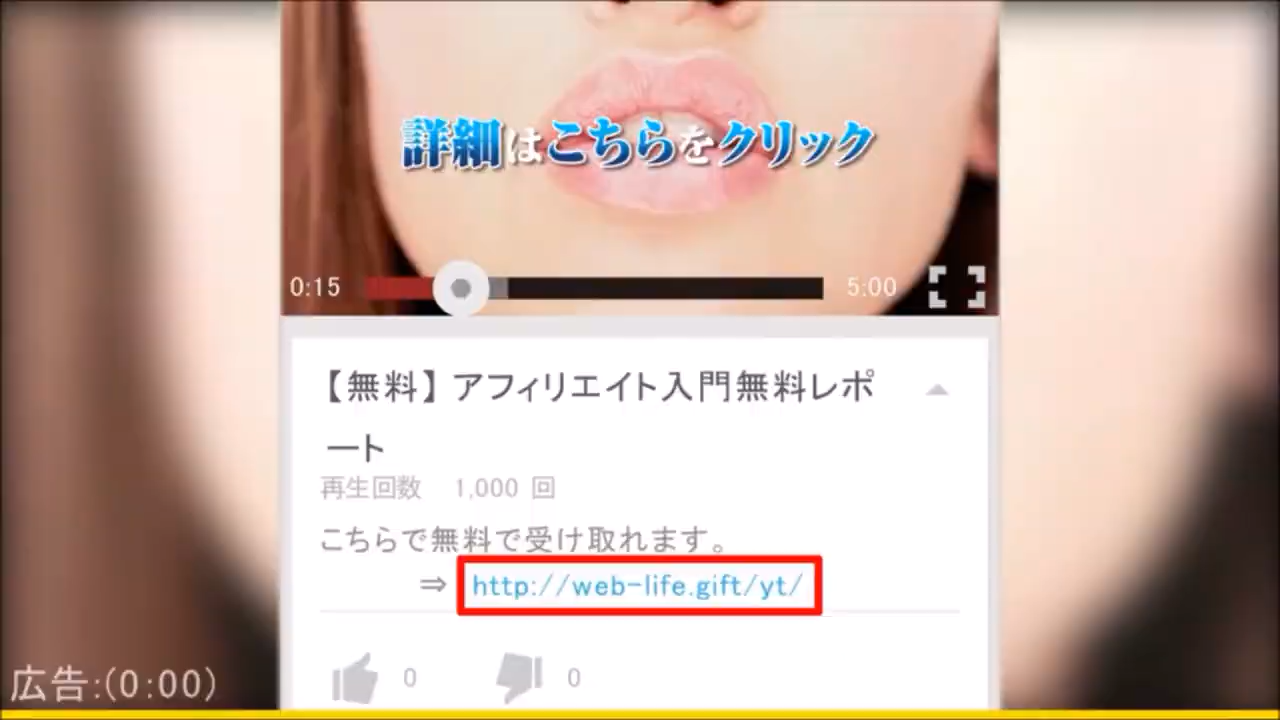 詳細はこちらをクリック
0:15 5:00
【無料】アフィリエイト入門無料レポ
ート
再生回数 1,000 回
こちらで無料で受け取れます。
⇒ http://web-life.gift/yt/
0 0
広告:(0:00)